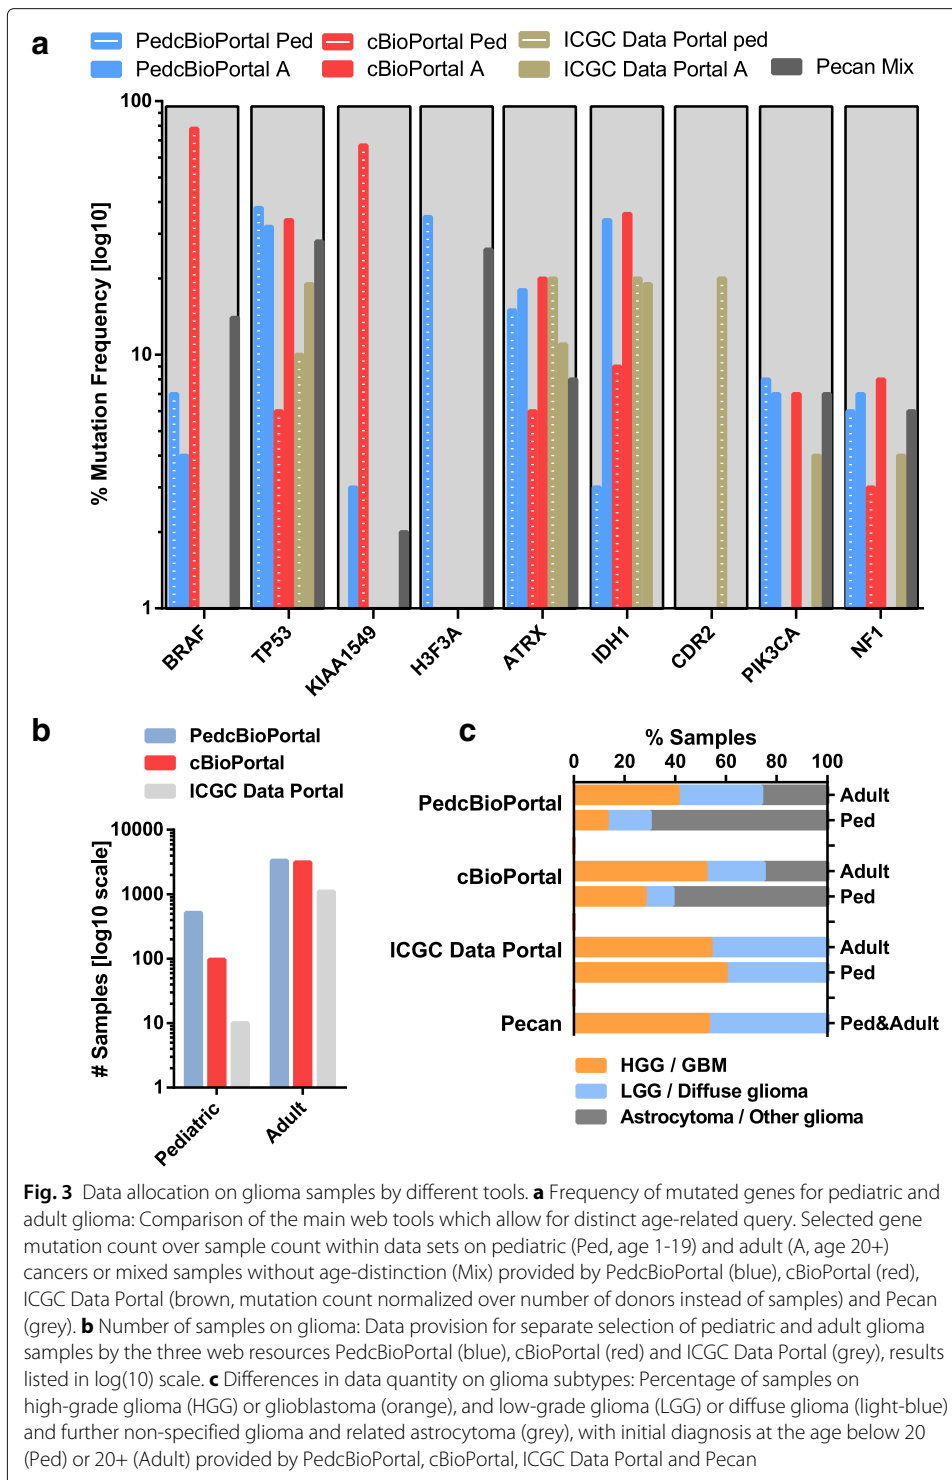 a
PedcBioPortal Ped
cBioPortal Ped
ICGC Data Portal ped
PedcBioPortal A
cBioPortal A
ICGC Data Portal A
Pecan Mix
% Mutation Frequency [log10]
100
10
1
BRAF
TP53
KIAA1549
H3F3A
ATRX
IDH1
CDR2
PIK3CA
NF1
b
PedcBioPortal
cBioPortal
ICGC Data Portal
# Samples [log10 scale]
10000
1000
100
10
1
Pediatric
Adult
c
% Samples
0 20 40 60 80 100
PedcBioPortal
Adult
Ped
cBioPortal
Adult
Ped
ICGC Data Portal
Adult
Ped
Pecan
Ped&Adult
HGG / GBM
LGG / Diffuse glioma
Astrocytoma / Other glioma
Fig. 3 Data allocation on glioma samples by different tools. a Frequency of mutated genes for pediatric and
adult glioma: Comparison of the main web tools which allow for distinct age-related query. Selected gene
mutation count over sample count within data sets on pediatric (Ped, age 1-19) and adult (A, age 20+)
cancers or mixed samples without age-distinction (Mix) provided by PedcBioPortal (blue), cBioPortal (red),
ICGC Data Portal (brown, mutation count normalized over number of donors instead of samples) and Pecan
(grey). b Number of samples on glioma: Data provision for separate selection of pediatric and adult glioma
samples by the three web resources PedcBioPortal (blue), cBioPortal (red) and ICGC Data Portal (grey), results
listed in log(10) scale. c Differences in data quantity on glioma subtypes: Percentage of samples on
high-grade glioma (HGG) or glioblastoma (orange), and low-grade glioma (LGG) or diffuse glioma (light-blue)
and further non-specified glioma and related astrocytoma (grey), with initial diagnosis at the age below 20
(Ped) or 20+ (Adult) provided by PedcBioPortal, cBioPortal, ICGC Data Portal and Pecan